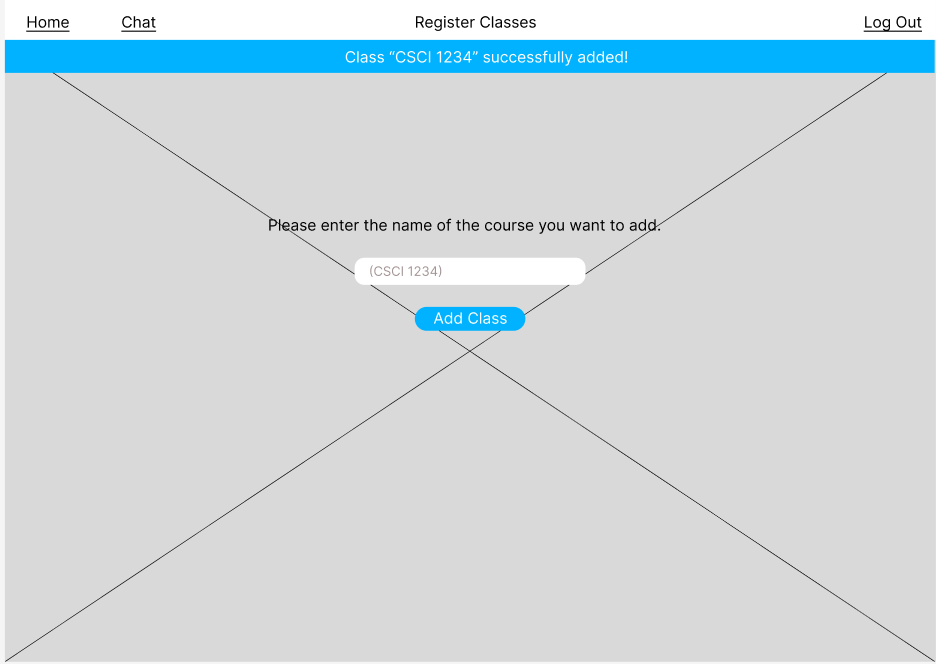 Home Chat Register Classes Log Out
Class “CSCI 1234” successfully added!
Please enter the name of the course you want to add.
(CSCI 1234)
Add Class